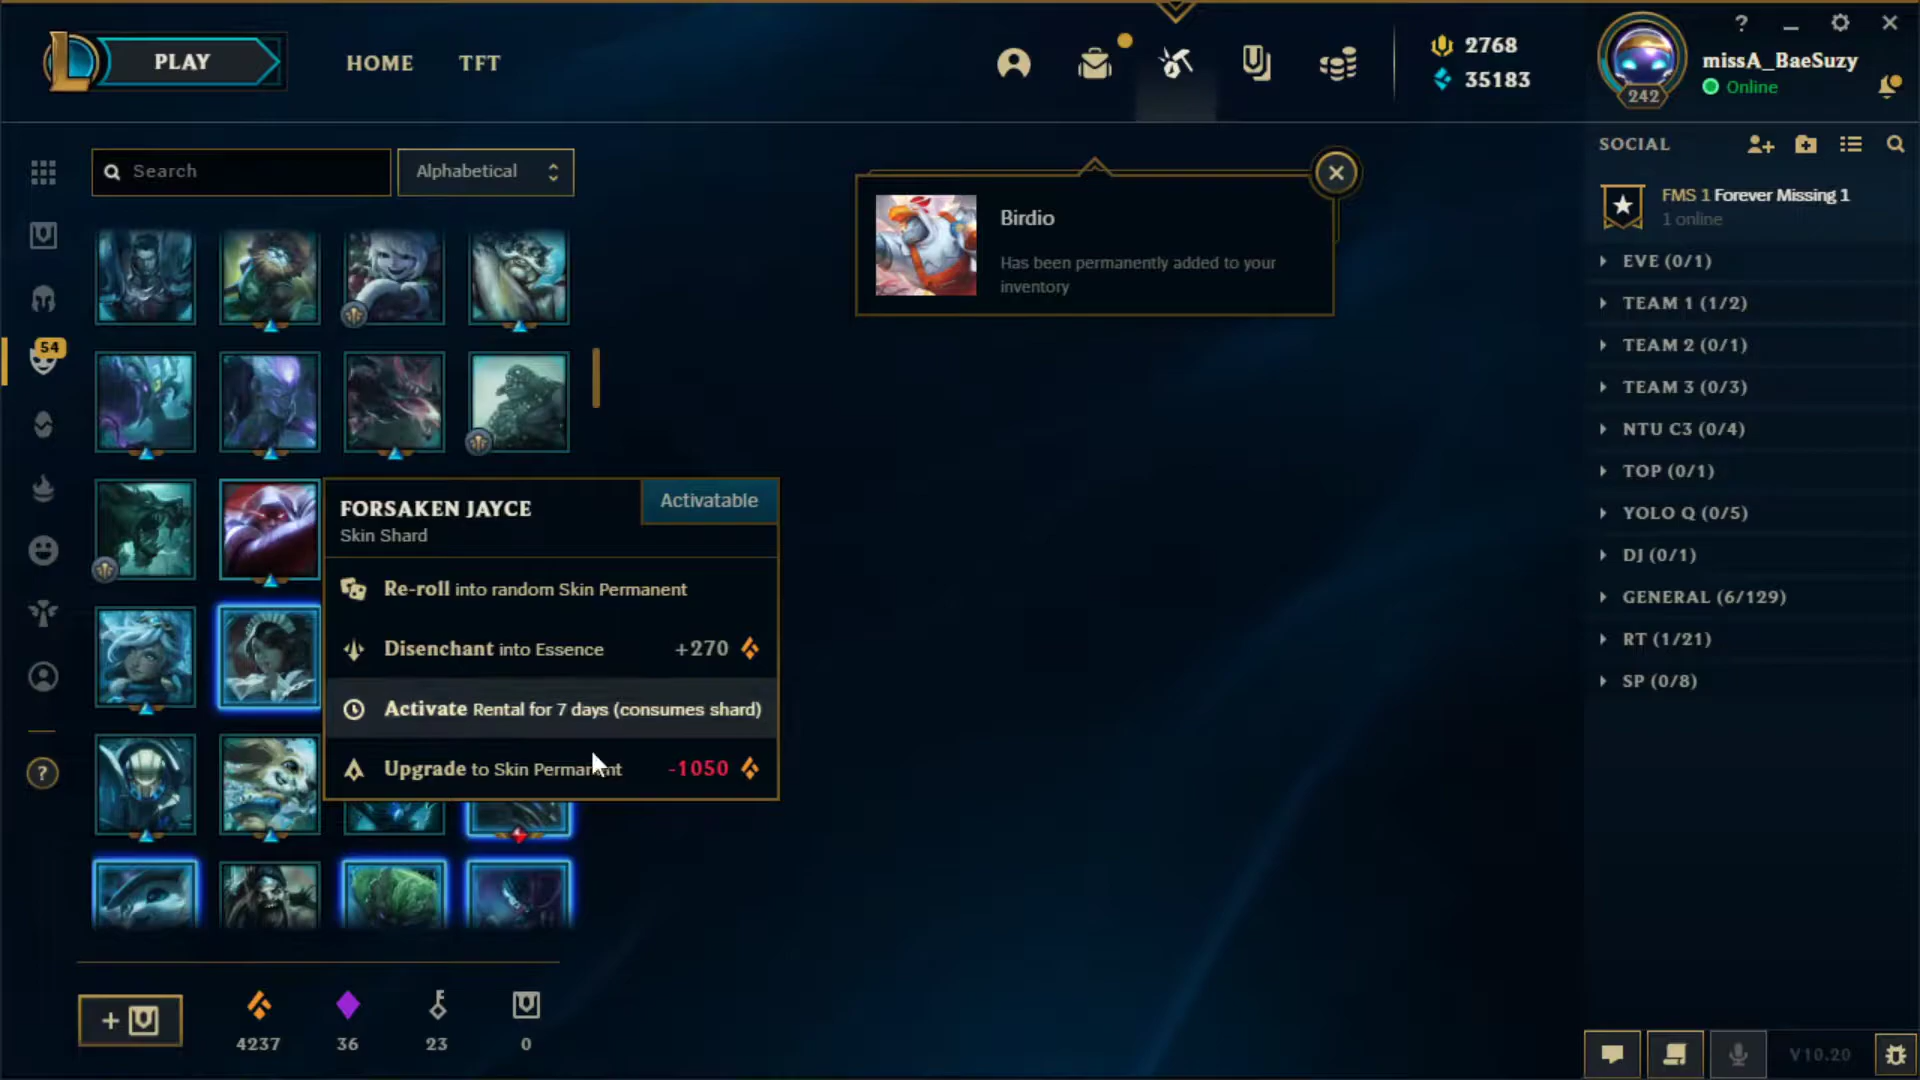 PLAY
HOME
TFT
2768
35183
242
missA_BaeSuzy
Online
?
Search
Alphabetical
54
Birdio
Has been permanently added to your
inventory
SOCIAL
FMS 1 Forever Missing 1
1 online
EVE (0/1)
TEAM 1 (1/2)
TEAM 2 (0/1)
TEAM 3 (0/3)
NTU C3 (0/4)
TOP (0/1)
YOLO Q (0/5)
DJ (0/1)
GENERAL (6/129)
RT (1/21)
SP (0/8)
FORSAKEN JAYCE
Activatable
Skin Shard
Re-roll into random Skin Permanent
Disenchant into Essence +270
Activate Rental for 7 days (consumes shard)
Upgrade to Skin Permanent -1050
?
+
4237
36
23
0
V10.20